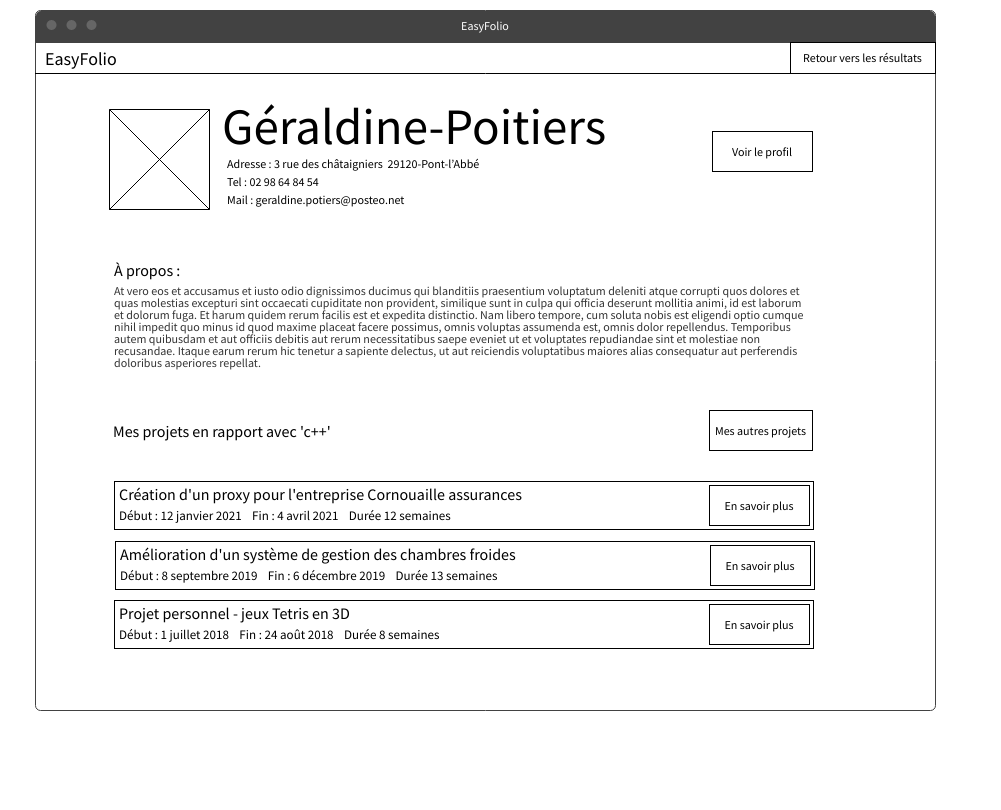 EasyFolio
EasyFolio
Retour vers les résultats
Géraldine-Poitiers
Voir le profil
Adresse : 3 rue des châtaigniers 29120-Pont-l'Abbé
Tel : 02 98 64 84 54
Mail : geraldine.potiers@posteo.net
À propos :
At vero eos et accusamus et iusto odio dignissimos ducimus qui blanditiis praesentium voluptatum deleniti atque corrupti quos dolores et
quas molestias excepturi sint occaecati cupiditate non provident, similique sunt in culpa qui officia deserunt mollitia animi, id est laborum
et dolorum fuga. Et harum quidem rerum facilis est et expedita distinctio. Nam libero tempore, cum soluta nobis est eligendi optio cumque
nihil impedit quo minus id quod maxime placeat facere possimus, omnis voluptas assumenda est, omnis dolor repellendus. Temporibus
autem quibusdam et aut officiis debitis aut rerum necessitatibus saepe eveniet ut et voluptates repudiandae sint et molestiae non
recusandae. Itaque earum rerum hic tenetur a sapiente delectus, ut aut reiciendis voluptatibus maiores alias consequatur aut perferendis
doloribus asperiores repellat.
Mes projets en rapport avec 'c++'
Mes autres projets
Création d'un proxy pour l'entreprise Cornouaille assurances
Début : 12 janvier 2021 Fin : 4 avril 2021 Durée 12 semaines
En savoir plus
Amélioration d'un système de gestion des chambres froides
Début : 8 septembre 2019 Fin : 6 décembre 2019 Durée 13 semaines
En savoir plus
Projet personnel - jeux Tetris en 3D
Début : 1 juillet 2018 Fin : 24 août 2018 Durée 8 semaines
En savoir plus